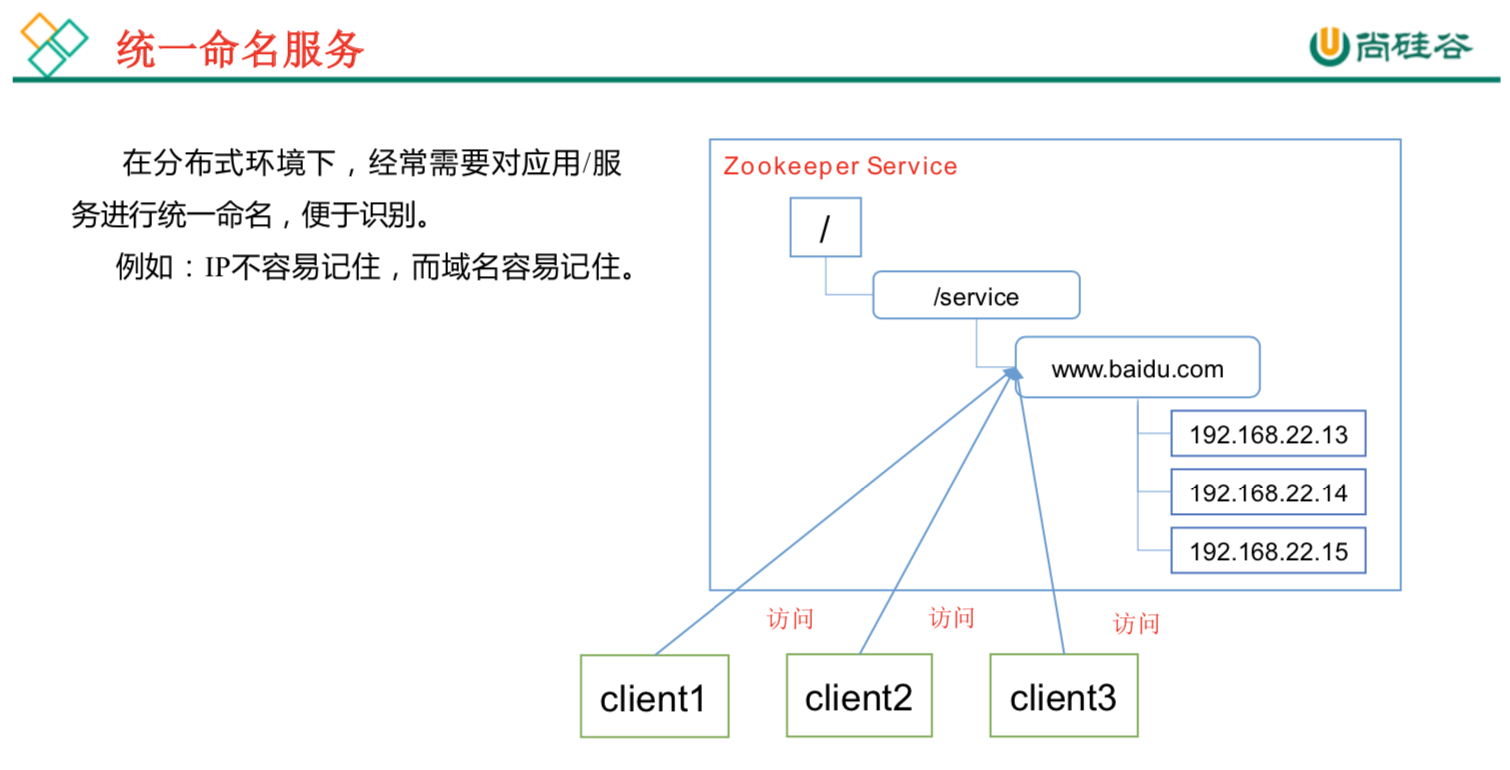 统一命名服务
尚硅谷
在分布式环境下，经常需要对应用/服
务进行统一命名，便于识别。
例如：IP不容易记住，而域名容易记住。
Zookeeper Service
/
/service
www.baidu.com
192.168.22.13
192.168.22.14
192.168.22.15
访问
访问
访问
client1
client2
client3